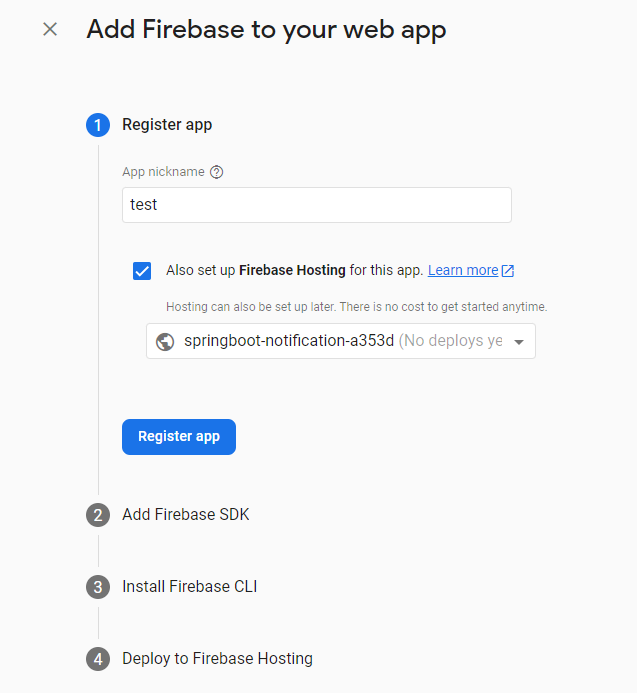 Add Firebase to your web app
1 Register app
App nickname ?
test
Also set up Firebase Hosting for this app. Learn more
Hosting can also be set up later. There is no cost to get started anytime.
springboot-notification-a353d (No deploys ye
Register app
2 Add Firebase SDK
3 Install Firebase CLI
4 Deploy to Firebase Hosting